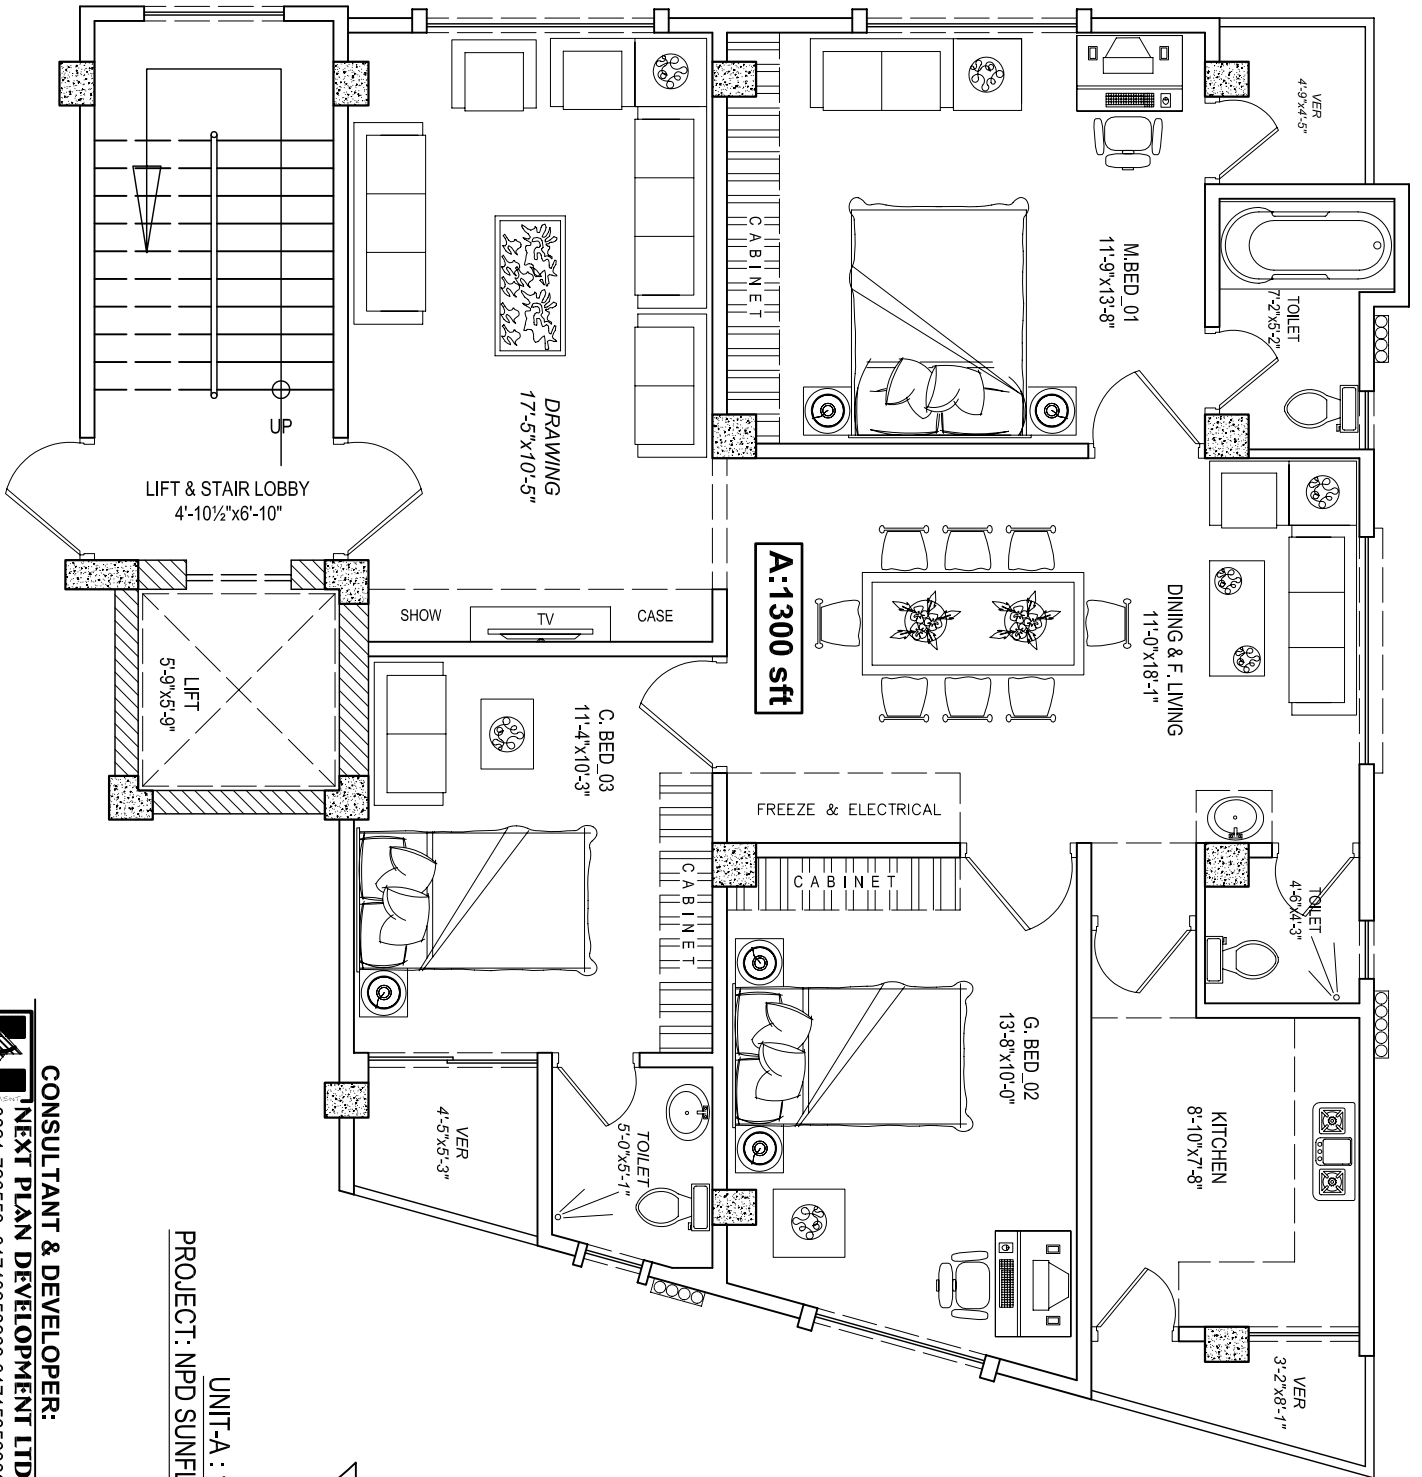 VER
4'-9"x4'-5"
M.BED_01
11'-9"x13'-8"
TOILET
7'-2"x5'-2"
CABINET
DRAWING
17'-5"x10'-5"
UP
LIFT & STAIR LOBBY
4'-10½"x6'-10"
A:1300 sft
DINING & F. LIVING
11'-0"x18'-1"
SHOW
TV
CASE
LIFT
5'-9"x5'-9"
C. BED_03
11'-4"x10'-3"
FREEZE & ELECTRICAL
CABINET
CABINET
TOILET
4'-6"x4'-3"
G. BED_02
13'-8"x10'-0"
KITCHEN
8'-10"x7'-8"
VER
4'-5"x5'-3"
TOILET
5'-0"x5'-1"
VER
3'-2"x8'-1"
UNIT-A :
PROJECT: NPD
CONSULTANT & DEVELOPER:
NEXT PLAN DEVELOPMENT LTD